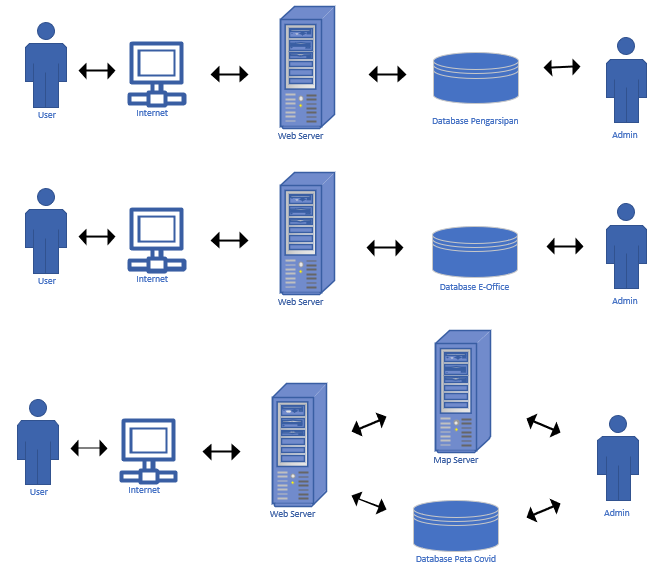 User
Internet
Web Server
Database Pengarsipan
Admin
User
Internet
Web Server
Database E-Office
Admin
User
Internet
Web Server
Map Server
Database Peta Covid
Admin